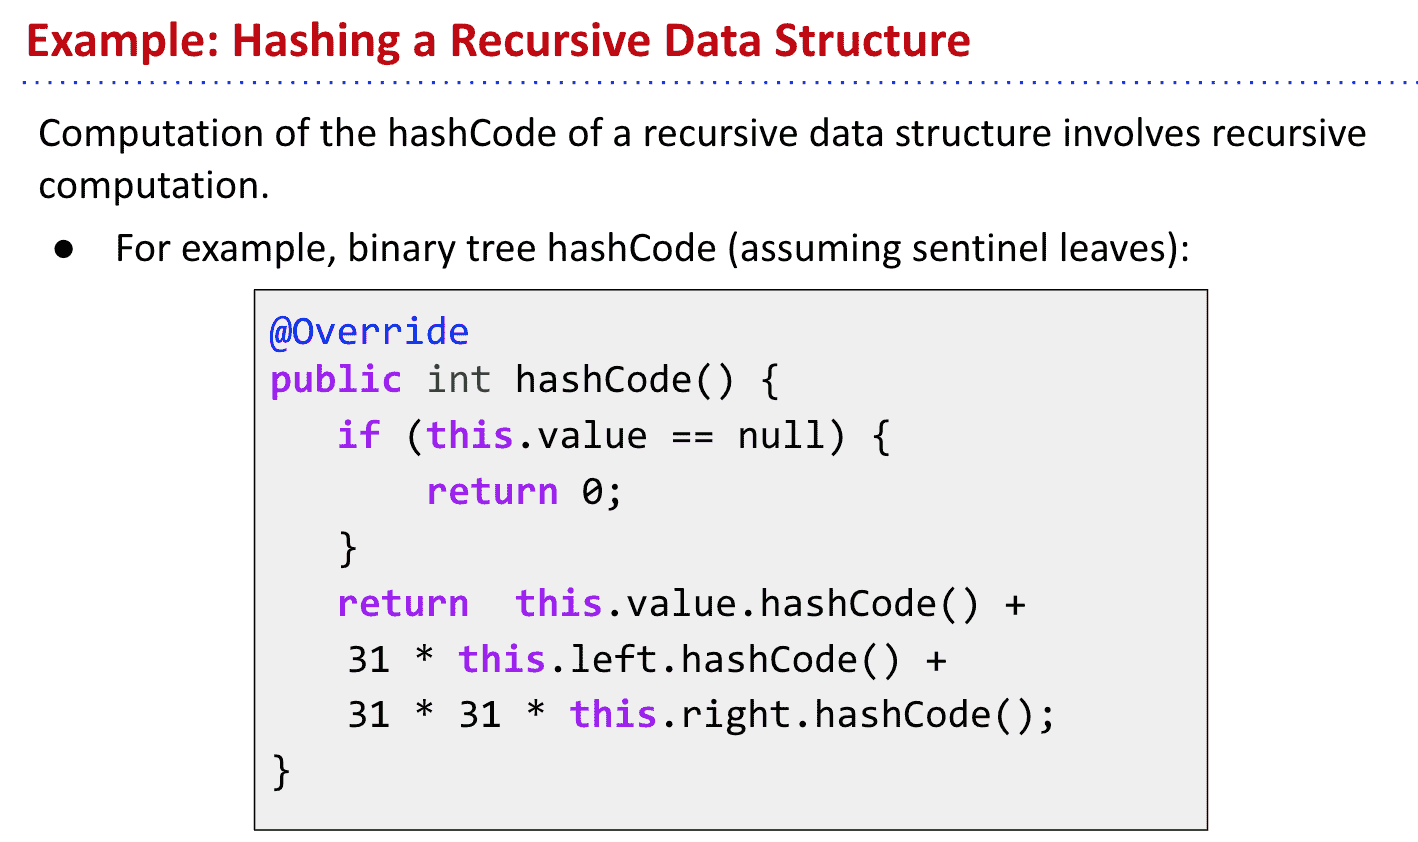 Example: Hashing a Recursive Data Structure
Computation of the hashCode of a recursive data structure involves recursive
computation.
● For example, binary tree hashCode (assuming sentinel leaves):
@Override
public int hashCode() {
   if (this.value == null) {
       return 0;
   }
   return  this.value.hashCode() +
   31 * this.left.hashCode() +
   31 * 31 * this.right.hashCode();
}